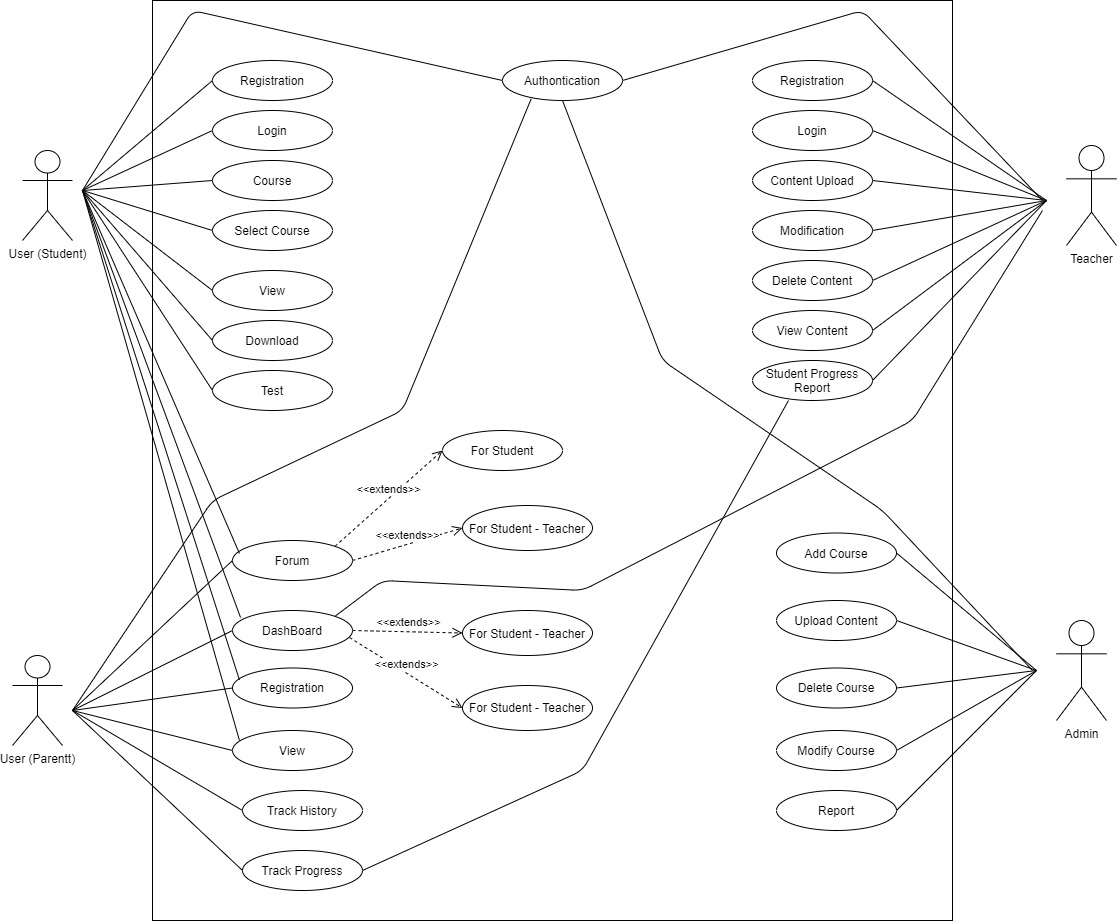 Registration
Authontication
Registration
Login
Login
Course
Content Upload
User (Student)
Select Course
Modification
Teacher
View
Delete Content
Download
View Content
Test
Student Progress
Report
For Student
<<extends>>
For Student - Teacher
<<extends>>
Forum
Add Course
DashBoard
<<extends>>
For Student - Teacher
Upload Content
<<extends>>
Registration
For Student - Teacher
Delete Course
User (Parentt)
View
Modify Course
Admin
Track History
Report
Track Progress